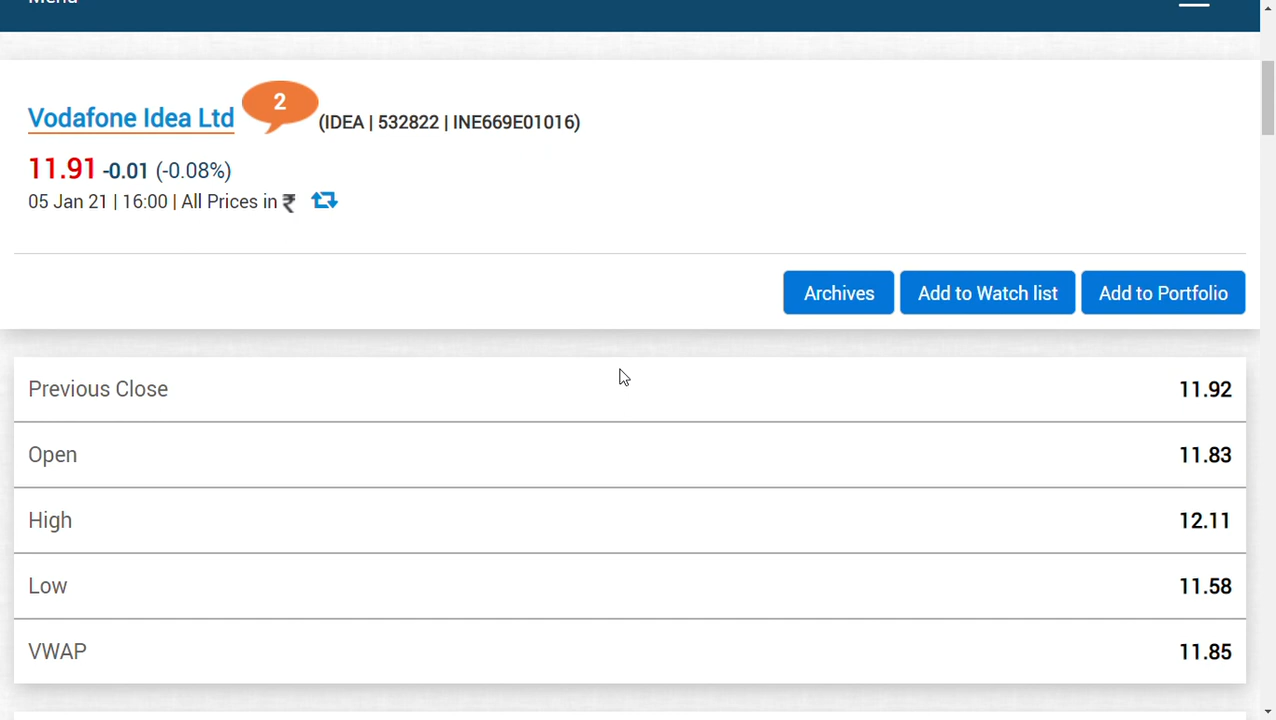 Menu
Vodafone Idea Ltd 2 (IDEA | 532822 | INE669E01016)
11.91 -0.01 (-0.08%)
05 Jan 21 | 16:00 | All Prices in ₹
Archives Add to Watch list Add to Portfolio
Previous Close 11.92
Open 11.83
High 12.11
Low 11.58
VWAP 11.85